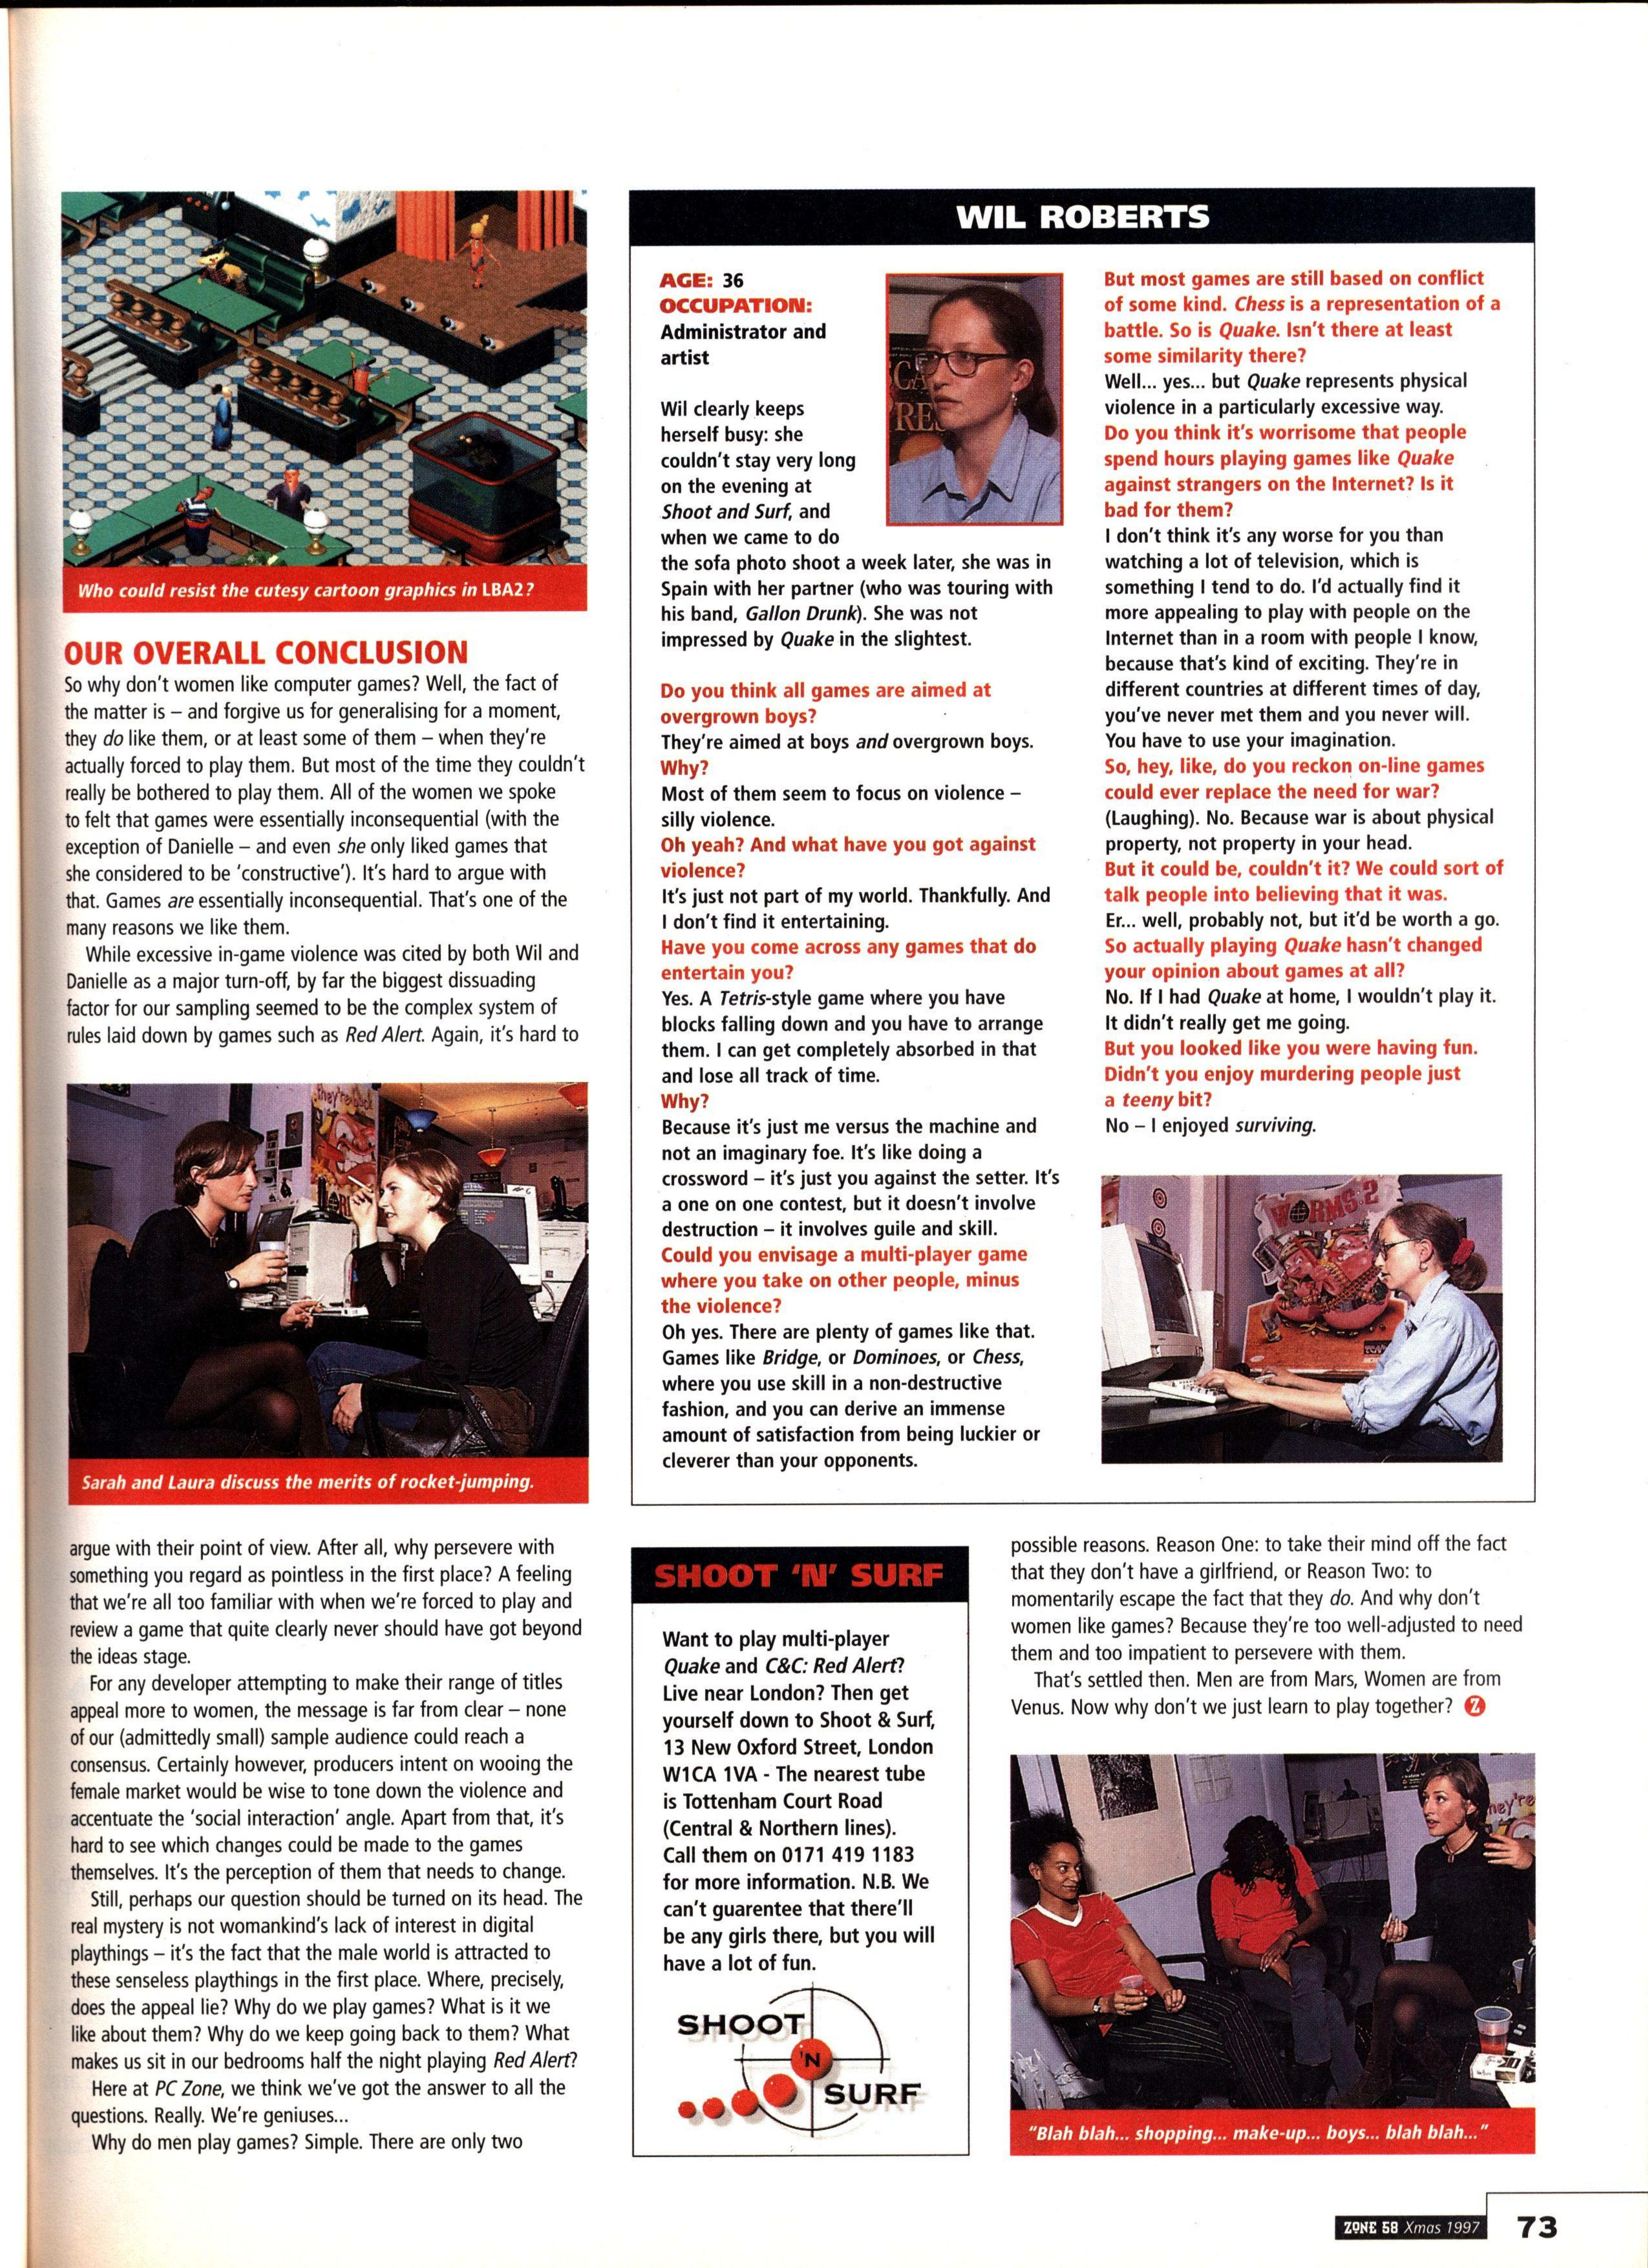 Who could resist the cutesy cartoon graphics in LBA2?
OUR OVERALL CONCLUSION
So why don't women like computer games? Well, the fact of
the matter is – and forgive us for generalising for a moment,
they do like them, or at least some of them – when they're
actually forced to play them. But most of the time they couldn't
really be bothered to play them. All of the women we spoke
to felt that games were essentially inconsequential (with the
exception of Danielle – and even she only liked games that
she considered to be 'constructive'). It's hard to argue with
that. Games are essentially inconsequential. That's one of the
many reasons we like them.
While excessive in-game violence was cited by both Wil and
Danielle as a major turn-off, by far the biggest dissuading
factor for our sampling seemed to be the complex system of
rules laid down by games such as Red Alert. Again, it's hard to
they're back
Sarah and Laura discuss the merits of rocket-jumping.
argue with their point of view. After all, why persevere with
something you regard as pointless in the first place? A feeling
that we're all too familiar with when we're forced to play and
review a game that quite clearly never should have got beyond
the ideas stage.
For any developer attempting to make their range of titles
appeal more to women, the message is far from clear – none
of our (admittedly small) sample audience could reach a
consensus. Certainly however, producers intent on wooing the
female market would be wise to tone down the violence and
accentuate the 'social interaction' angle. Apart from that, it's
hard to see which changes could be made to the games
themselves. It's the perception of them that needs to change.
Still, perhaps our question should be turned on its head. The
real mystery is not womankind's lack of interest in digital
playthings – it's the fact that the male world is attracted to
these senseless playthings in the first place. Where, precisely,
does the appeal lie? Why do we play games? What is it we
like about them? Why do we keep going back to them? What
makes us sit in our bedrooms half the night playing Red Alert?
Here at PC Zone, we think we've got the answer to all the
questions. Really. We're geniuses...
Why do men play games? Simple. There are only two
WIL ROBERTS
AGE: 36
OCCUPATION:
Administrator and
artist
Wil clearly keeps
herself busy: she
couldn't stay very long
on the evening at
Shoot and Surf, and
when we came to do
the sofa photo shoot a week later, she was in
Spain with her partner (who was touring with
his band, Gallon Drunk). She was not
impressed by Quake in the slightest.
Do you think all games are aimed at
overgrown boys?
They're aimed at boys and overgrown boys.
Why?
Most of them seem to focus on violence –
silly violence.
Oh yeah? And what have you got against
violence?
It's just not part of my world. Thankfully. And
I don't find it entertaining.
Have you come across any games that do
entertain you?
Yes. A Tetris-style game where you have
blocks falling down and you have to arrange
them. I can get completely absorbed in that
and lose all track of time.
Why?
Because it's just me versus the machine and
not an imaginary foe. It's like doing a
crossword – it's just you against the setter. It's
a one on one contest, but it doesn't involve
destruction – it involves guile and skill.
Could you envisage a multi-player game
where you take on other people, minus
the violence?
Oh yes. There are plenty of games like that.
Games like Bridge, or Dominoes, or Chess,
where you use skill in a non-destructive
fashion, and you can derive an immense
amount of satisfaction from being luckier or
cleverer than your opponents.
But most games are still based on conflict
of some kind. Chess is a representation of a
battle. So is Quake. Isn't there at least
some similarity there?
Well... yes... but Quake represents physical
violence in a particularly excessive way.
Do you think it's worrisome that people
spend hours playing games like Quake
against strangers on the Internet? Is it
bad for them?
I don't think it's any worse for you than
watching a lot of television, which is
something I tend to do. I'd actually find it
more appealing to play with people on the
Internet than in a room with people I know,
because that's kind of exciting. They're in
different countries at different times of day,
you've never met them and you never will.
You have to use your imagination.
So, hey, like, do you reckon on-line games
could ever replace the need for war?
(Laughing). No. Because war is about physical
property, not property in your head.
But it could be, couldn't it? We could sort of
talk people into believing that it was.
Er... well, probably not, but it'd be worth a go.
So actually playing Quake hasn't changed
your opinion about games at all?
No. If I had Quake at home, I wouldn't play it.
It didn't really get me going.
But you looked like you were having fun.
Didn't you enjoy murdering people just
a teeny bit?
No – I enjoyed surviving.
WORMS 2
SHOOT 'N' SURF
Want to play multi-player
Quake and C&C: Red Alert?
Live near London? Then get
yourself down to Shoot & Surf,
13 New Oxford Street, London
W1CA 1VA - The nearest tube
is Tottenham Court Road
(Central & Northern lines).
Call them on 0171 419 1183
for more information. N.B. We
can't guarentee that there'll
be any girls there, but you will
have a lot of fun.
SHOOT
'N
SURF
possible reasons. Reason One: to take their mind off the fact
that they don't have a girlfriend, or Reason Two: to
momentarily escape the fact that they do. And why don't
women like games? Because they're too well-adjusted to need
them and too impatient to persevere with them.
That's settled then. Men are from Mars, Women are from
Venus. Now why don't we just learn to play together? Z
hey're
"Blah blah... shopping... make-up... boys... blah blah..."
ZONE 58 Xmas 1997 73